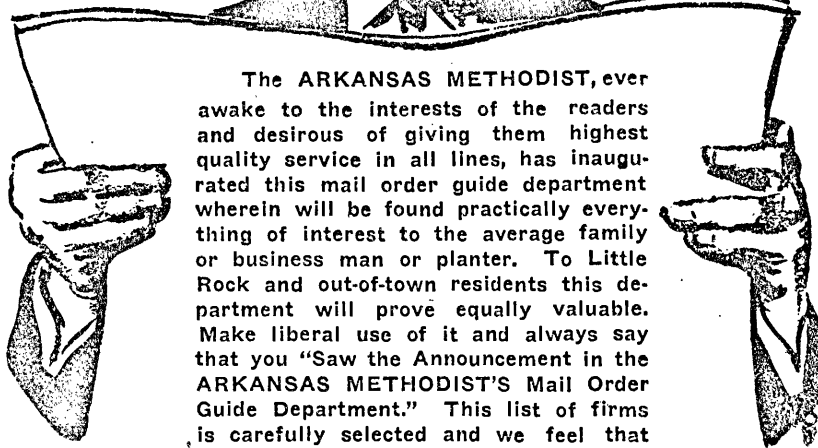 The ARKANSAS METHODIST, ever
awake to the interests of the readers
and desirous of giving them highest
quality service in all lines, has inaugu-
rated this mail order guide department
wherein will be found practically every-
thing of interest to the average family
or business man or planter. To Little
Rock and out-of-town residents this de-
partment will prove equally valuable.
Make liberal use of it and always say
that you "Saw the Announcement in the
ARKANSAS METHODIST'S Mail Order
Guide Department." This list of firms
is carefully selected and we feel that